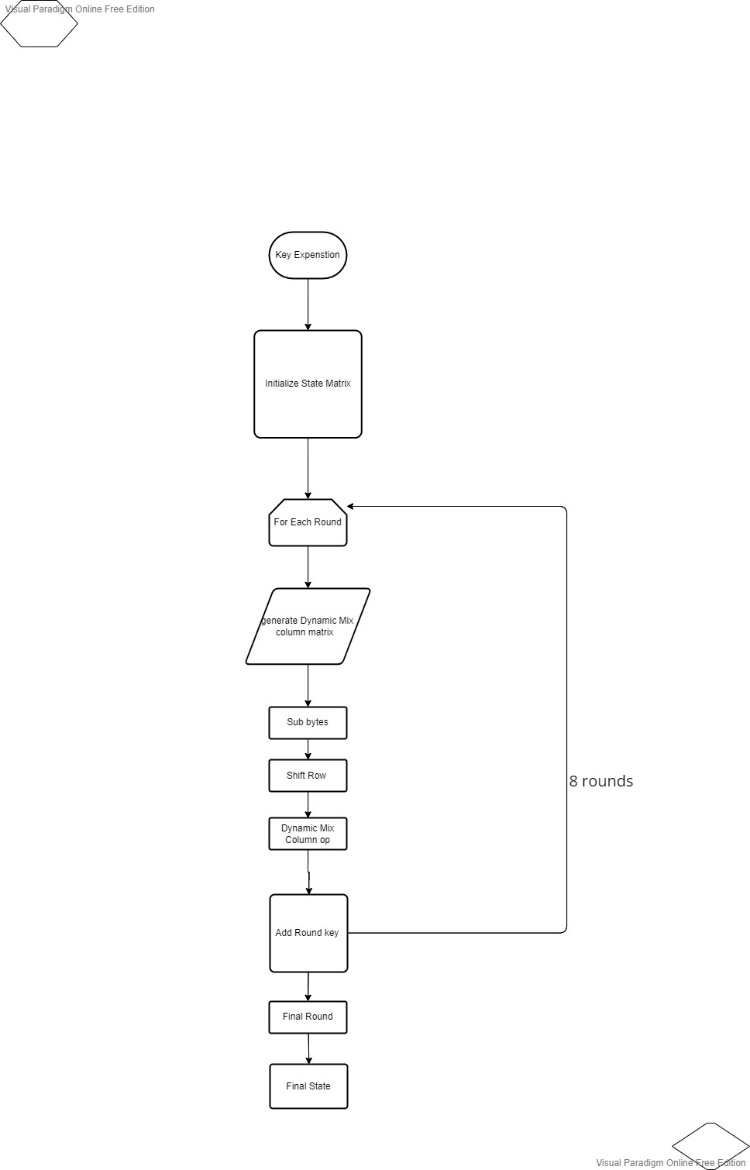 Visual Paradigm Online Free Edition
Key Expenstion
Initialize State Matrix
For Each Round
generate Dynamic Mix
column matrix
Sub bytes
Shift Row
8 rounds
Dynamic Mix
Column op
Add Round key
Final Round
Final State
Visual Paradigm Online Free Edition